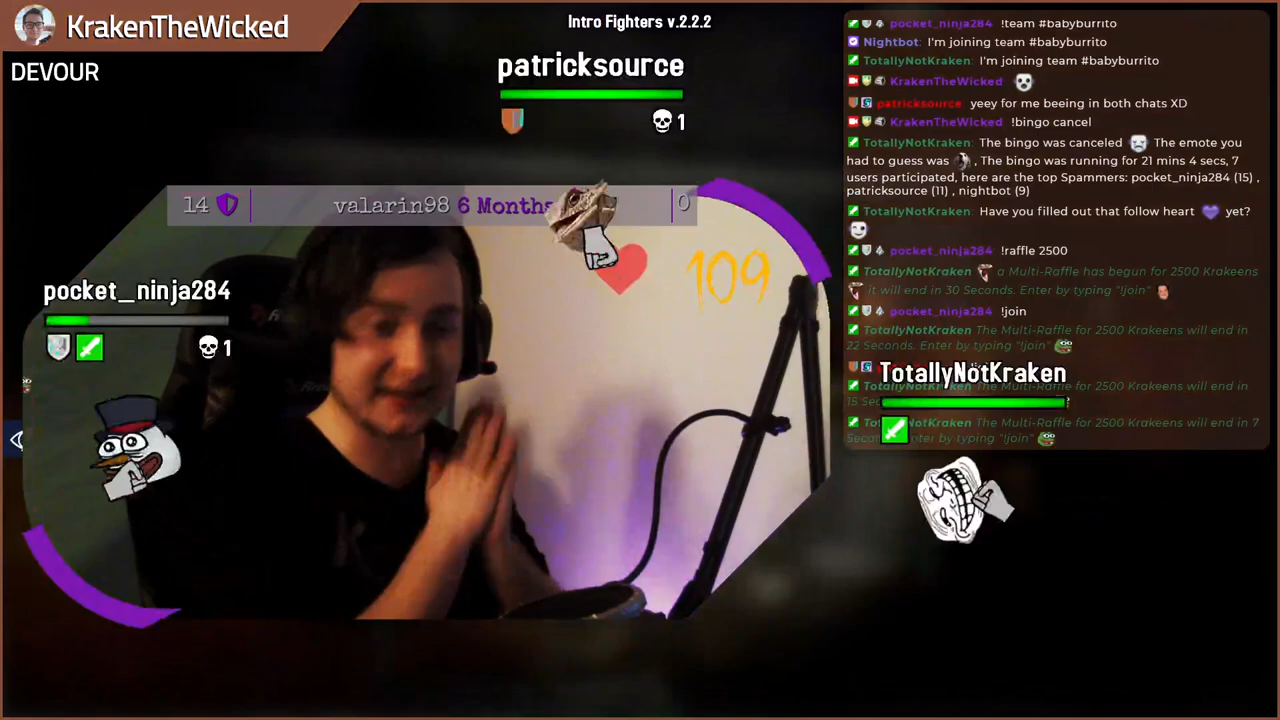 KrakenTheWicked
DEVOUR
Intro Fighters v.2.2.2
patricksource
1
14
valarin98 6 Months
0
109
pocket_ninja284
1
pocket_ninja284 !team #babyburrito
Nightbot: I'm joining team #babyburrito
TotallyNotKraken: I'm joining team #babyburrito
KrakenTheWicked
patricksource yeey for me beeing in both chats XD
KrakenTheWicked !bingo cancel
TotallyNotKraken: The bingo was canceled The emote you
had to guess was , The bingo was running for 21 mins 4 secs, 7
users participated, here are the top Spammers: pocket_ninja284 (15) ,
patricksource (11) , nightbot (9)
TotallyNotKraken: Have you filled out that follow heart yet?
pocket_ninja284 !raffle 2500
TotallyNotKraken a Multi-Raffle has begun for 2500 Krakeens
it will end in 30 Seconds. Enter by typing "!join"
pocket_ninja284 !join
TotallyNotKraken The Multi-Raffle for 2500 Krakeens will end in
22 Seconds. Enter by typing "!join"
TotallyNotKraken
TotallyNotKraken The Multi-Raffle for 2500 Krakeens will end in
15
NotKraken The Multi-Raffle for 2500 Krakeens will end in 7
Enter by typing "!join"